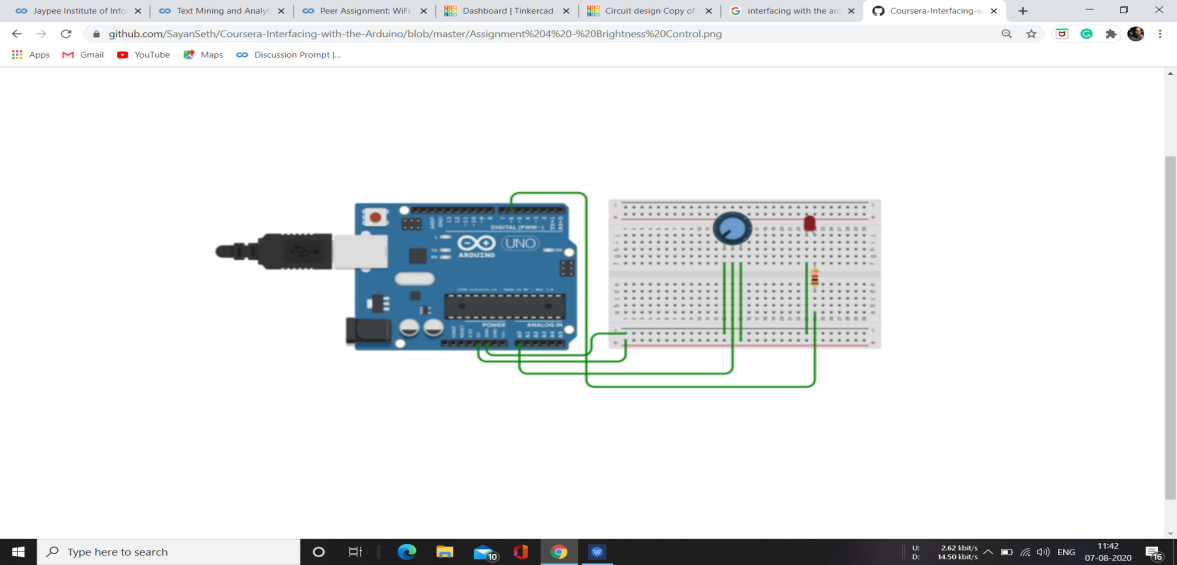 Jaypee Institute of Info
Text Mining and Analyt
Peer Assignment: WiFi
Dashboard | Tinkercad
Circuit design Copy of
interfacing with the ard
Coursera-Interfacing-w
github.com/SayanSeth/Coursera-Interfacing-with-the-Arduino/blob/master/Assignment%204%20-%20Brightness%20Control.png
Apps
Gmail
YouTube
Maps
Discussion Prompt |...
DIGITAL (PWM~)
UNO
ARDUINO
POWER
ANALOG IN
Type here to search
10
U: 2.62 kbit/s
D: 14.50 kbit/s
ENG
11:42
07-08-2020
16